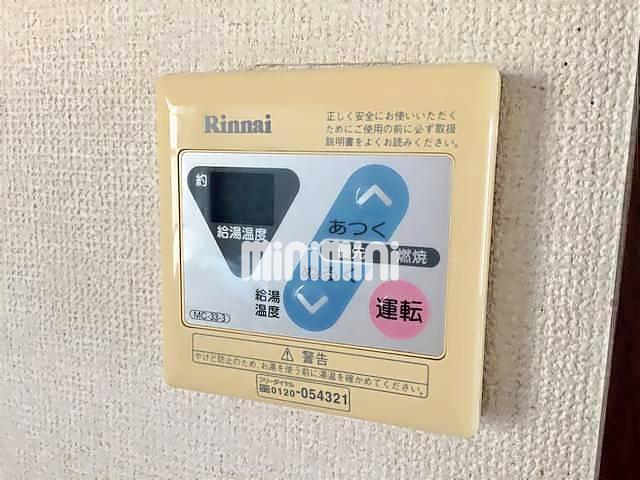 Rinnai
正しく安全にお使いいただく
ためにご使用の前に必ず取扱
説明書をよくお読みください。
約
給湯温度
あつく
優先
燃焼
ぬるく
給湯
温度
運転
MC-33-3
minimini
警告
やけど防止のため、お湯を使う前に湯温を確かめてください。
フリーダイヤル
0120-054321